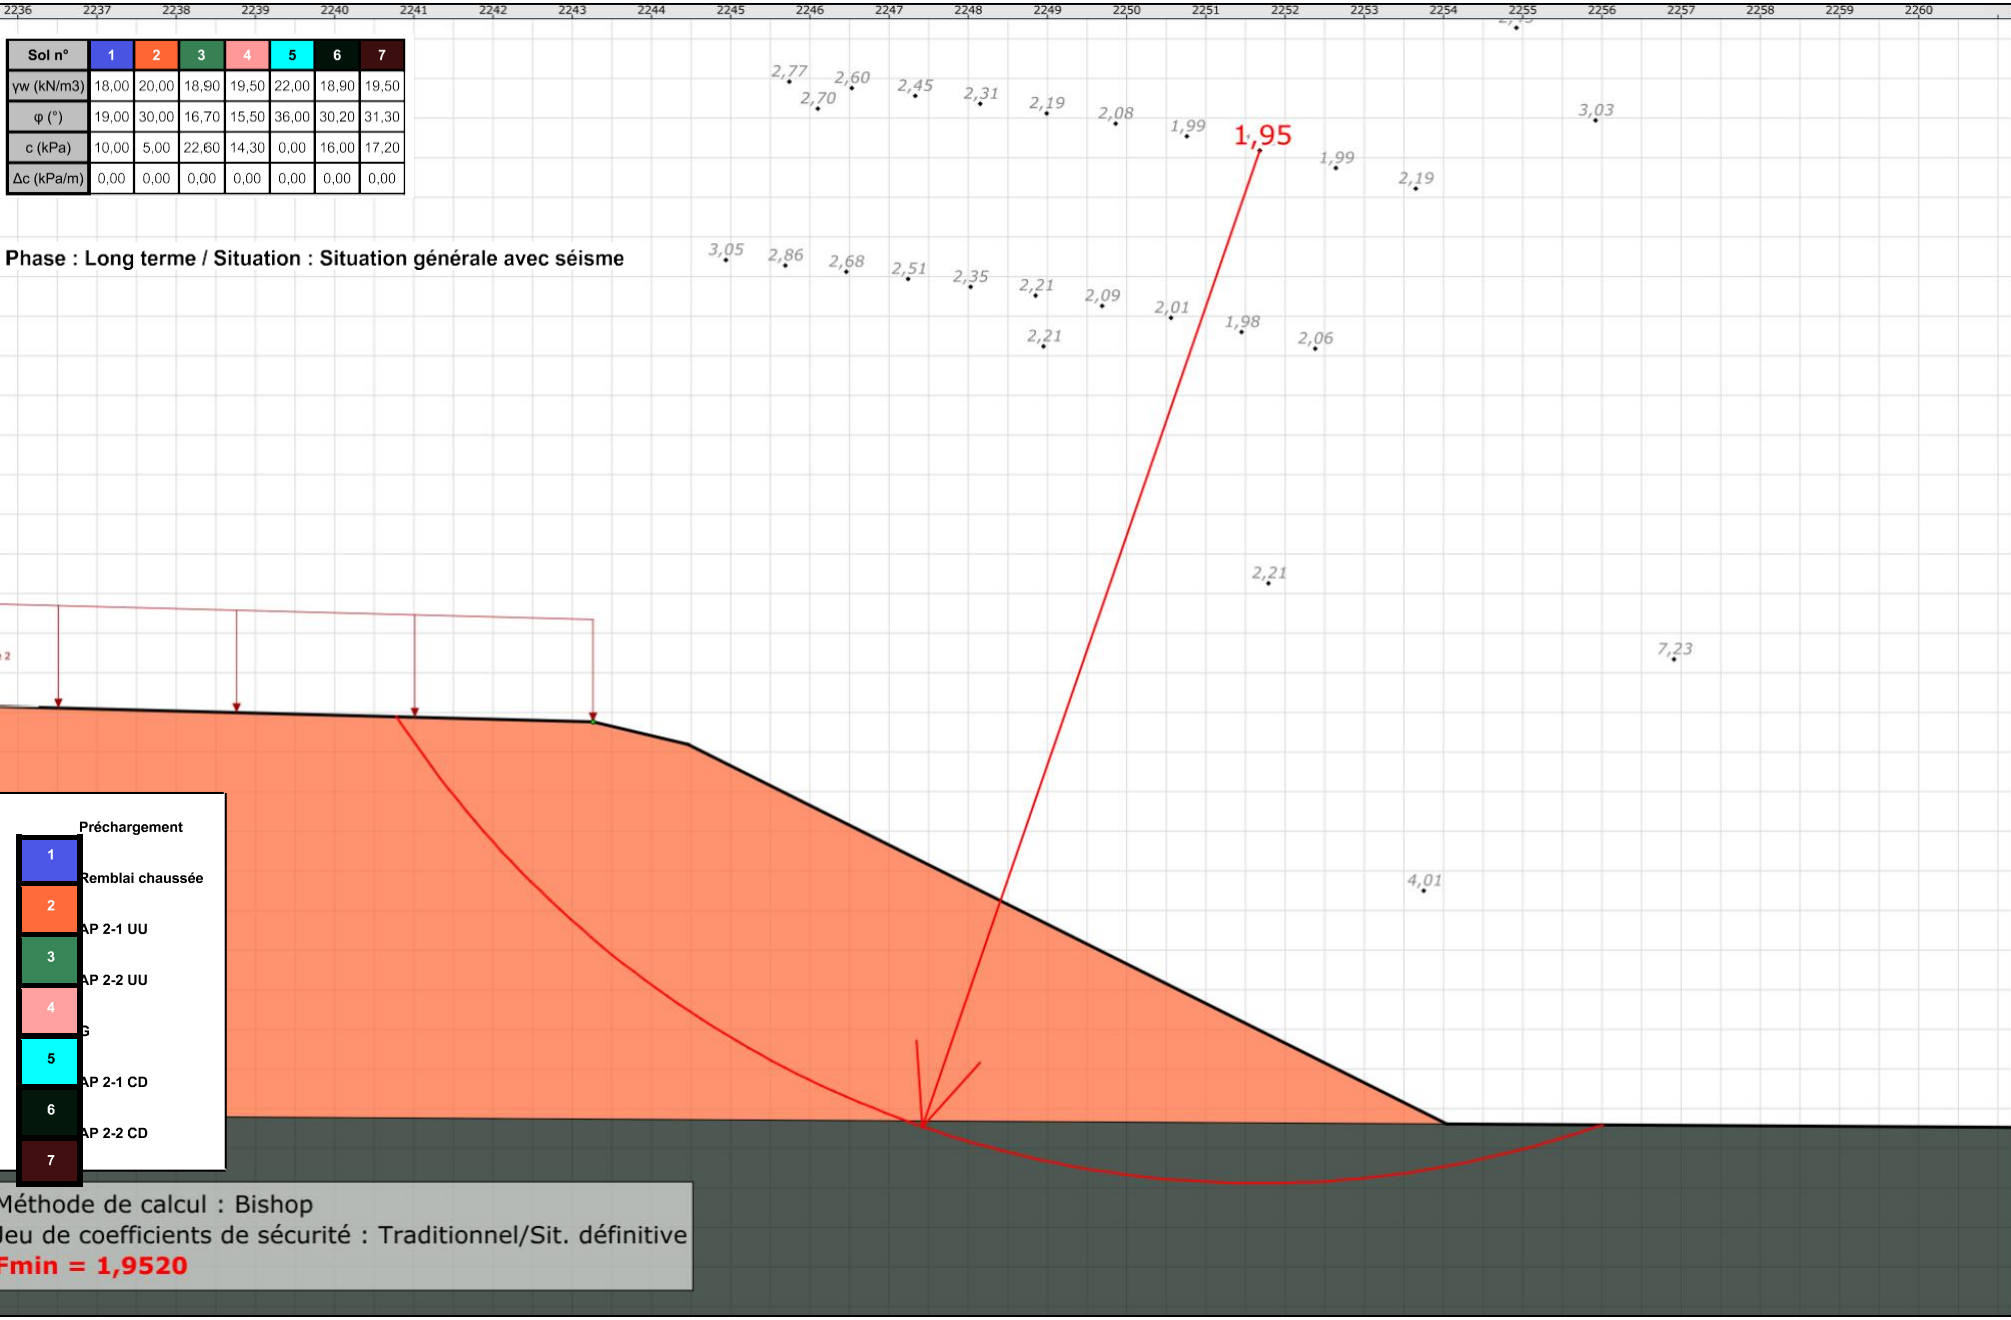 2236 2237 2238 2239 2240 2241 2242 2243 2244 2245 2246 2247 2248 2249 2250 2251 2252 2253 2254 2255 2256 2257 2258 2259 2260
Sol n° 1 2 3 4 5 6 7
γw (kN/m3) 18,00 20,00 18,90 19,50 22,00 18,90 19,50
φ (°) 19,00 30,00 16,70 15,50 36,00 30,20 31,30
c (kPa) 10,00 5,00 22,60 14,30 0,00 16,00 17,20
Δc (kPa/m) 0,00 0,00 0,00 0,00 0,00 0,00 0,00
2,77 2,60 2,45 2,31 2,19 2,08 1,99 1,95 1,99 2,19 3,03
2,70
Phase : Long terme / Situation : Situation générale avec séisme
3,05 2,86 2,68 2,51 2,35 2,21 2,09 2,01 1,98 2,06
2,21
2,21
2
7,23
4,01
Préchargement
1
Remblai chaussée
2
AP 2-1 UU
3
AP 2-2 UU
4
G
5
AP 2-1 CD
6
AP 2-2 CD
7
Méthode de calcul : Bishop
Jeu de coefficients de sécurité : Traditionnel/Sit. définitive
Fmin = 1,9520